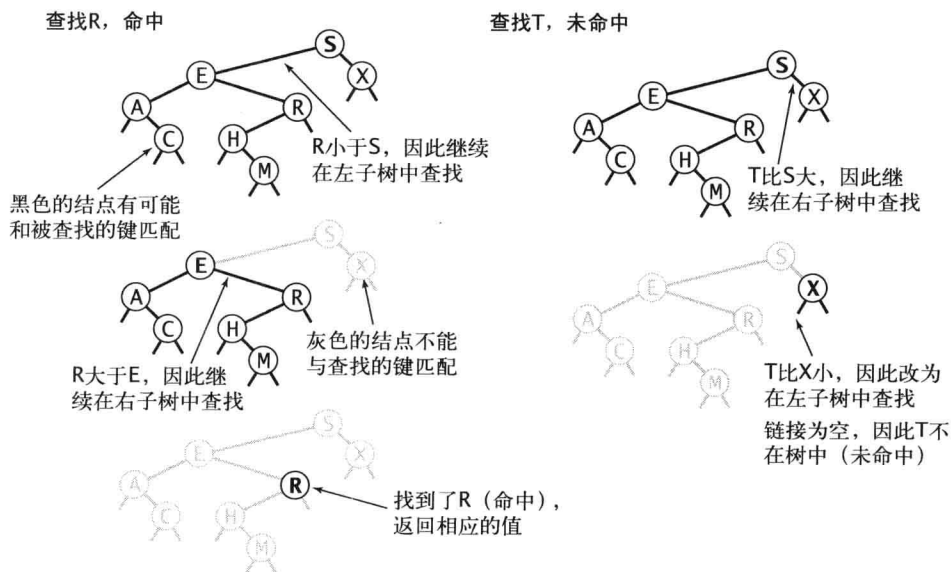 查找R，命中
S
E
X
A
R
C
H
M
R小于S，因此继续
在左子树中查找
黑色的结点有可能
和被查找的键匹配
S
E
X
A
R
C
H
M
灰色的结点不能
与查找的键匹配
R大于E，因此继
续在右子树中查找
S
E
X
A
R
C
H
M
找到了R（命中），
返回相应的值
查找T，未命中
S
E
X
A
R
C
H
M
T比S大，因此继
续在右子树中查找
S
E
X
A
R
C
H
M
T比X小，因此改为
在左子树中查找
链接为空，因此T不
在树中（未命中）